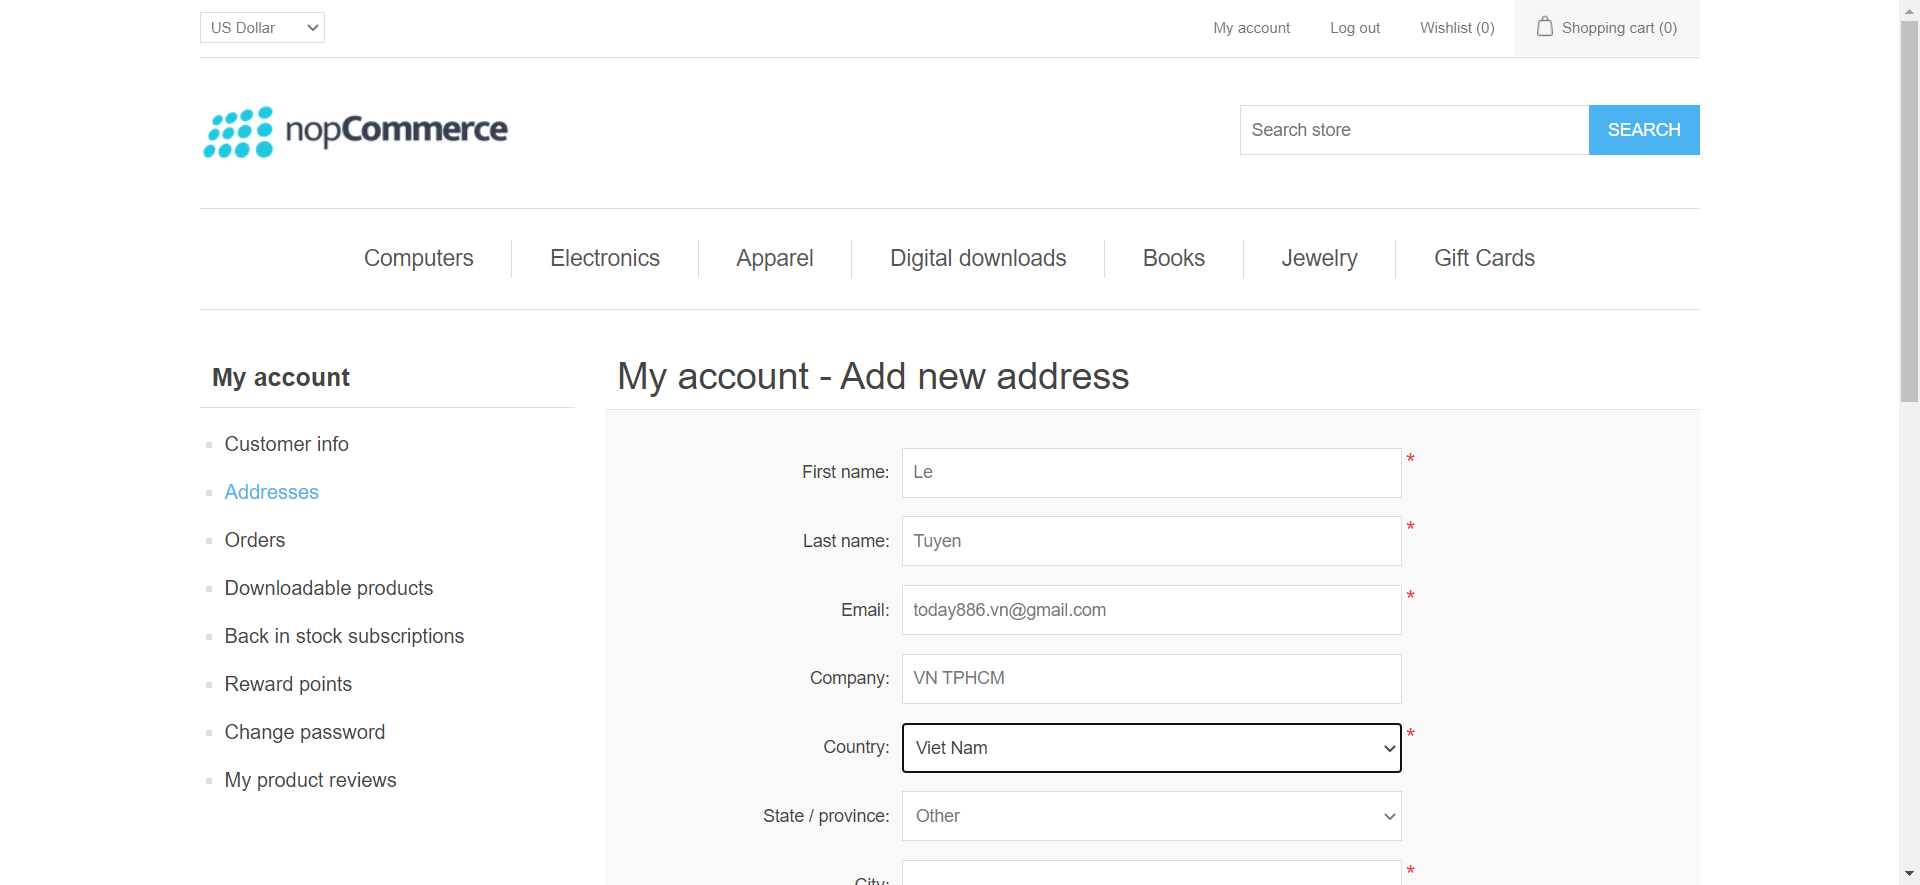 US Dollar
My account
Log out
Wishlist (0)
Shopping cart (0)
nopCommerce
Search store
SEARCH
Computers
Electronics
Apparel
Digital downloads
Books
Jewelry
Gift Cards
My account
Customer info
Addresses
Orders
Downloadable products
Back in stock subscriptions
Reward points
Change password
My product reviews
My account - Add new address
First name: Le *
Last name: Tuyen *
Email: today886.vn@gmail.com *
Company: VN TPHCM
Country: Viet Nam *
State / province: Other
City: *